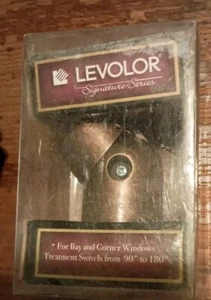 LEVOLOR
Signature Series
• For Bay and Corner Windows
Treatment Swivels from 90° to 180°